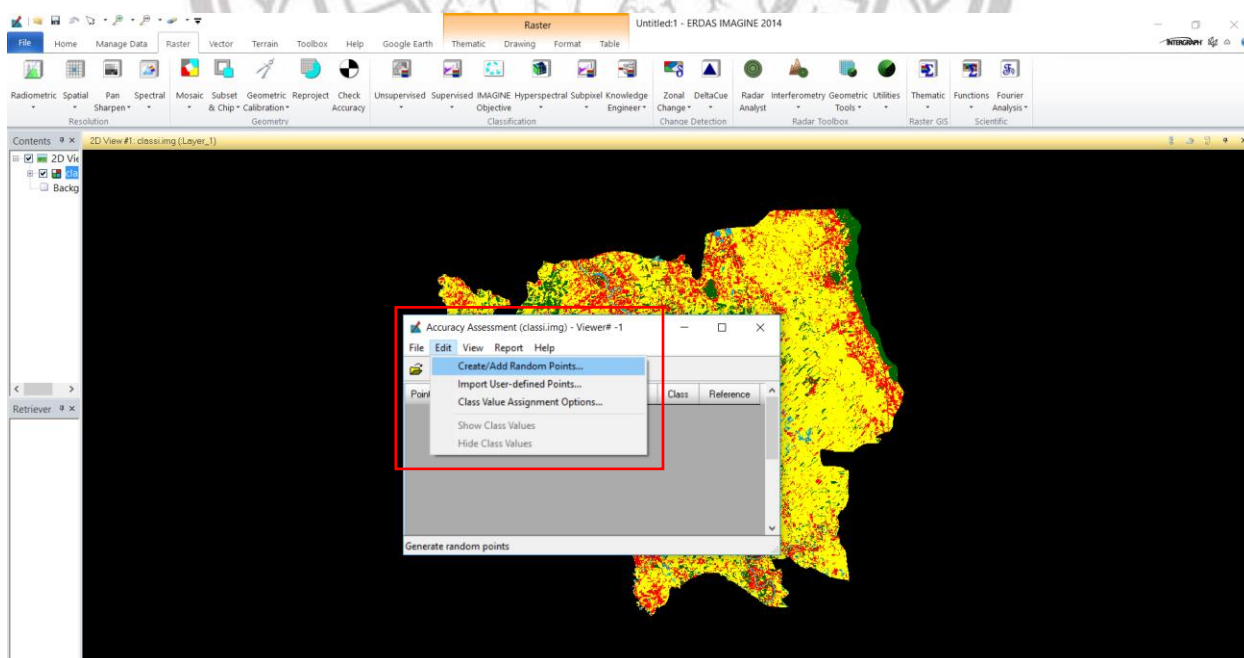 Raster
Untitled:1 - ERDAS IMAGINE 2014
File Home Manage Data Raster Vector Terrain Toolbox Help Google Earth Thematic Drawing Format Table INTERGRAPH
Radiometric Spatial Pan Sharpen Spectral Mosaic Subset & Chip Geometric Calibration Reproject Check Accuracy Unsupervised Supervised IMAGINE Objective Hyperspectral Subpixel Knowledge Engineer Zonal Change DeltaCue Radar Analyst Interferometry Geometric Tools Utilities Thematic Functions Fourier Analysis
Resolution Geometry Classification Change Detection Radar Toolbox Raster GIS Scientific
Contents 2D View #1: classi.img (:Layer_1)
2D Vie
cla
Backg
Retriever
Accuracy Assessment (classi.img) - Viewer# -1
File Edit View Report Help
Create/Add Random Points...
Import User-defined Points...
Class Value Assignment Options...
Show Class Values
Hide Class Values
Point Class Reference
Generate random points